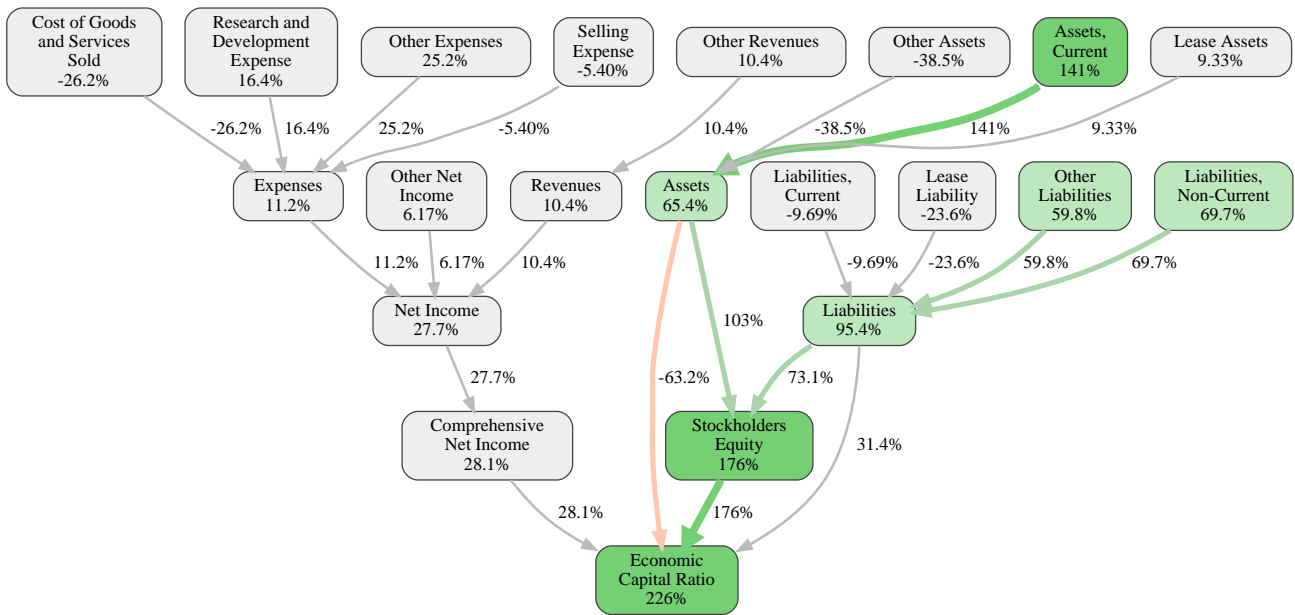 Cost of Goods
and Services
Sold
-26.2%
Research and
Development
Expense
16.4%
Other Expenses
25.2%
Selling
Expense
-5.40%
Other Revenues
10.4%
Other Assets
-38.5%
Assets,
Current
141%
Lease Assets
9.33%
-26.2%
16.4%
25.2%
-5.40%
10.4%
-38.5%
141%
9.33%
Expenses
11.2%
Other Net
Income
6.17%
Revenues
10.4%
Assets
65.4%
Liabilities,
Current
-9.69%
Lease
Liability
-23.6%
Other
Liabilities
59.8%
Liabilities,
Non-Current
69.7%
11.2%
6.17%
10.4%
-9.69%
-23.6%
59.8%
69.7%
Net Income
27.7%
103%
Liabilities
95.4%
27.7%
-63.2%
73.1%
Comprehensive
Net Income
28.1%
Stockholders
Equity
176%
31.4%
28.1%
176%
Economic
Capital Ratio
226%